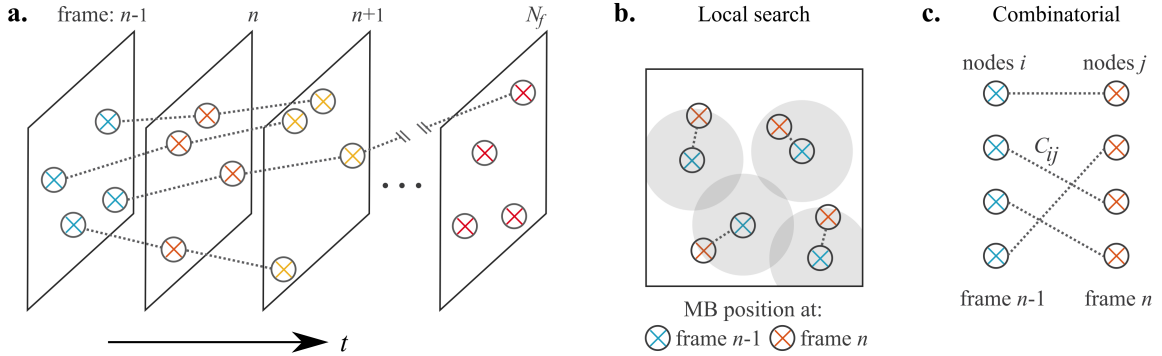 a.
frame: n-1
n
n+1
N_f
t
b.
Local search
MB position at:
frame n-1
frame n
c.
Combinatorial
nodes i
nodes j
C_ij
frame n-1
frame n